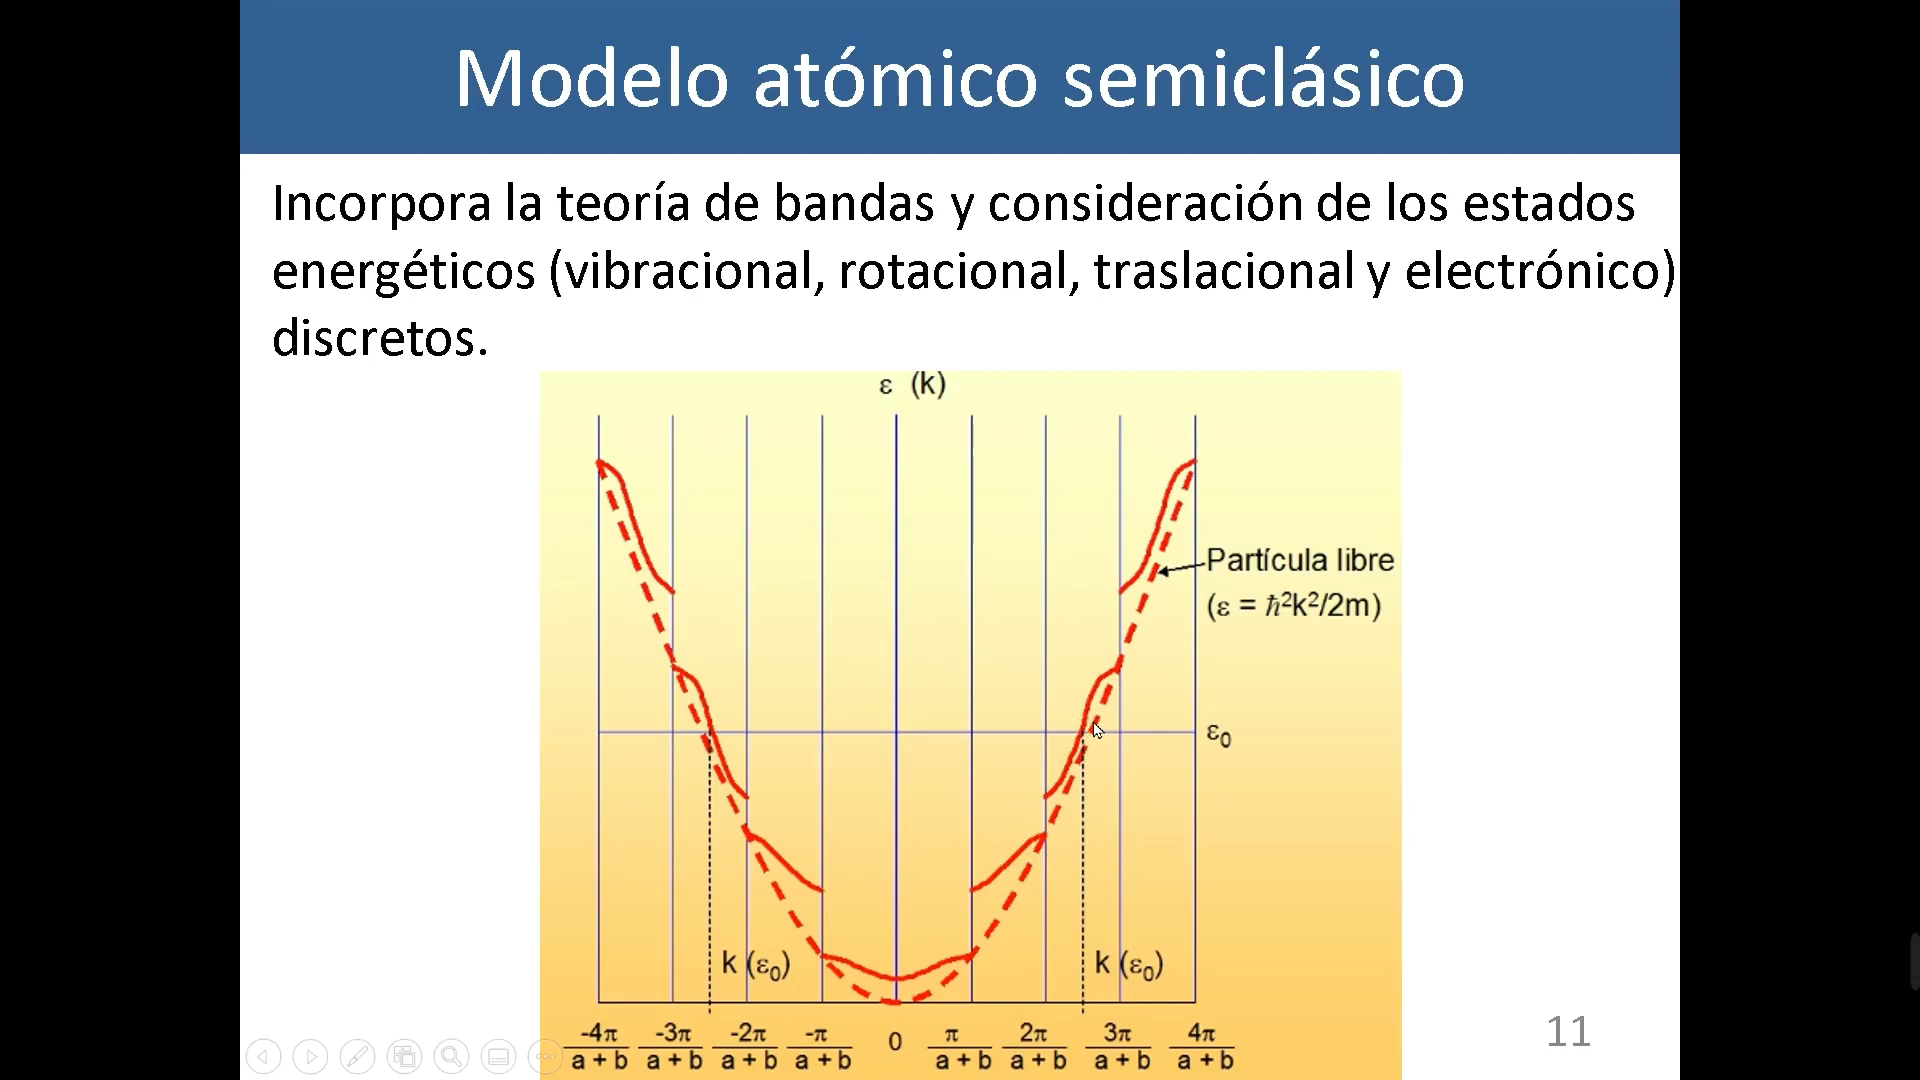 Modelo atómico semiclásico
Incorpora la teoría de bandas y consideración de los estados
energéticos (vibracional, rotacional, traslacional y electrónico)
discretos.
ε (k)
Partícula libre
(ε = ℏ²k²/2m)
ε₀
k (ε₀)
k (ε₀)
-4π/a + b -3π/a + b -2π/a + b -π/a + b 0 π/a + b 2π/a + b 3π/a + b 4π/a + b
11